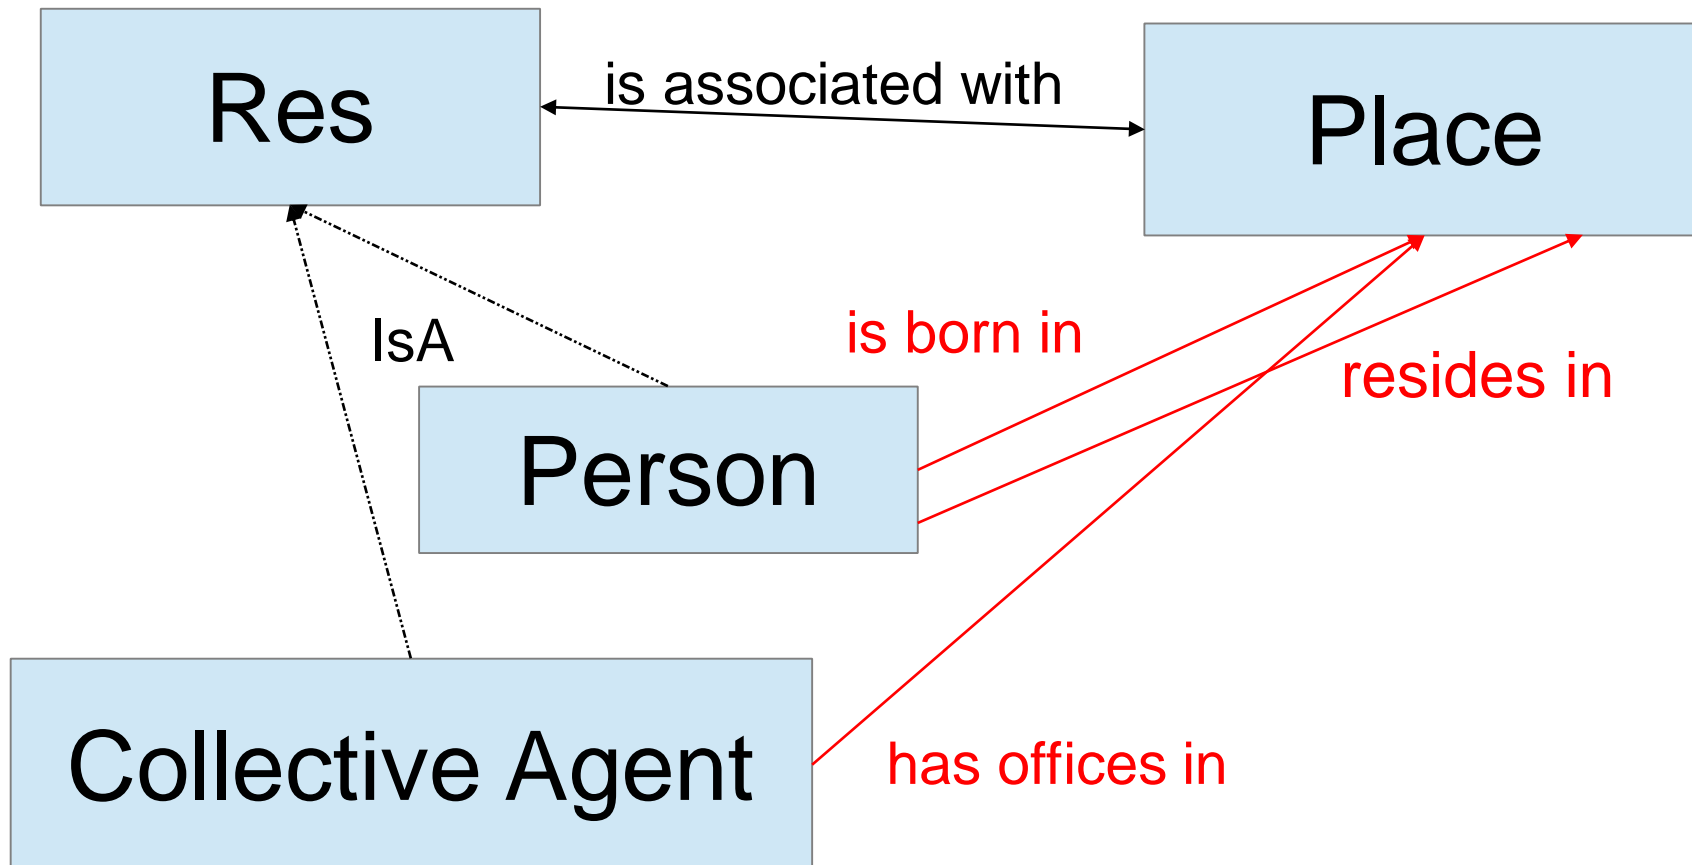 Res
is associated with
Place
IsA
is born in
resides in
Person
Collective Agent
has offices in